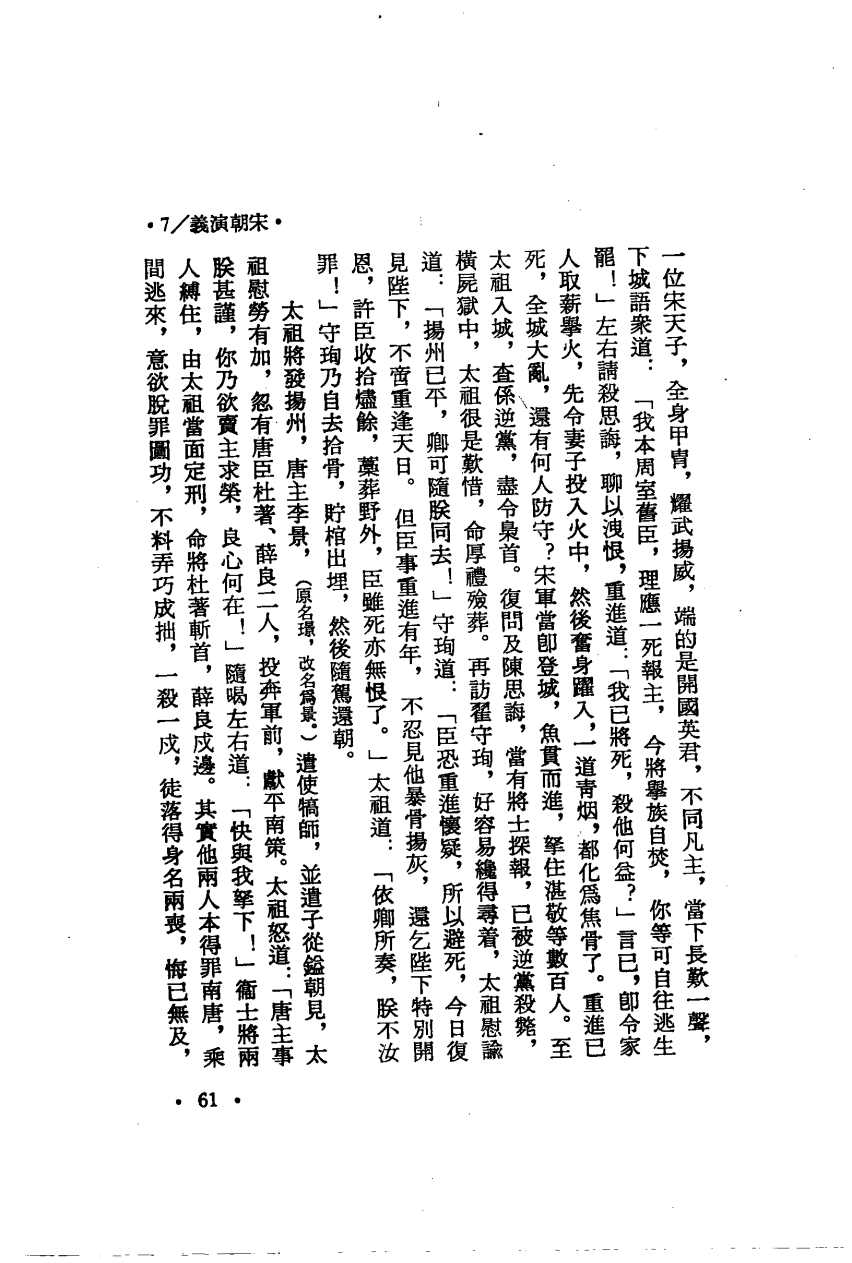 •7/義演朝宋•
一位宋天子，全身甲胄，耀武揚威，端的是開國英君，不同凡主，當下長歎一聲，
下城語衆道：「我本周室舊臣，理應一死報主，今將擧族自焚，你等可自往逃生
罷！」左右請殺思誨，聊以洩恨，重進道：「我已將死，殺他何益？」言已，卽令家
人取薪擧火，先令妻子投入火中，然後奮身躍入，一道靑烟，都化爲焦骨了。重進已
死，全城大亂，還有何人防守？宋軍當卽登城，魚貫而進，拏住湛敬等數百人。至
太祖入城，査係逆黨，盡令梟首。復問及陳思誨，當有將士探報，已被逆黨殺斃，
橫屍獄中，太祖很是歎惜，命厚禮殮葬。再訪翟守珣，好容易纔得尋着，太祖慰諭
道：「揚州已平，卿可隨朕同去！」守珣道：「臣恐重進懷疑，所以避死，今日復
見陛下，不啻重逢天日。但臣事重進有年，不忍見他暴骨揚灰，還乞陛下特別開
恩，許臣收拾燼餘，藁葬野外，臣雖死亦無恨了。」太祖道：「依卿所奏，朕不汝
罪！」守珣乃自去拾骨，貯棺出埋，然後隨駕還朝。
太祖將發揚州，唐主李景，（原名璟，改名爲景。）遣使犒師，並遣子從鎰朝見，太
祖慰勞有加，忽有唐臣杜著、薛良二人，投奔軍前，獻平南策。太祖怒道：「唐主事
朕甚謹，你乃欲賣主求榮，良心何在！」隨喝左右道：「快與我拏下！」衞士將兩
人縛住，由太祖當面定刑，命將杜著斬首，薛良戍邊。其實他兩人本得罪南唐，乘
間逃來，意欲脫罪圖功，不料弄巧成拙，一殺一戍，徒落得身名兩喪，悔已無及，
• 61 •